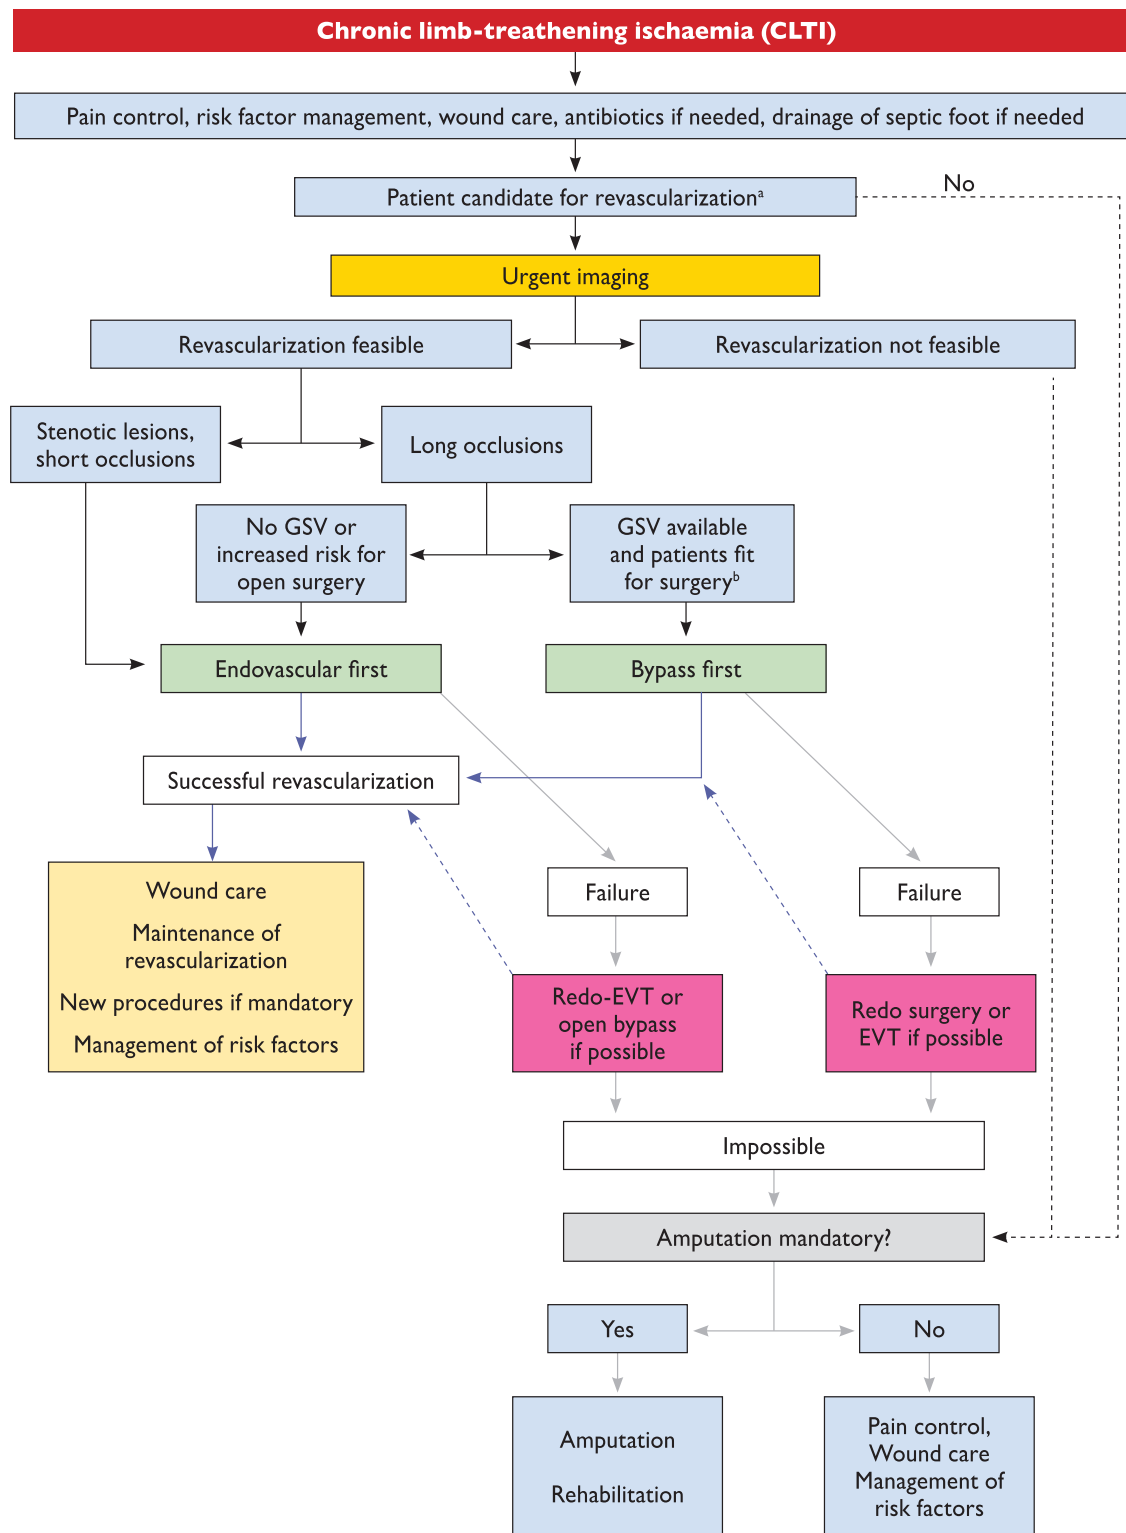 Chronic limb-treathening ischaemia (CLTI)
Pain control, risk factor management, wound care, antibiotics if needed, drainage of septic foot if needed
Patient candidate for revascularizationᵃ
No
Urgent imaging
Revascularization feasible
Revascularization not feasible
Stenotic lesions,
short occlusions
Long occlusions
No GSV or
increased risk for
open surgery
GSV available
and patients fit
for surgeryᵇ
Endovascular first
Bypass first
Successful revascularization
Wound care
Maintenance of
revascularization
New procedures if mandatory
Management of risk factors
Failure
Failure
Redo-EVT or
open bypass
if possible
Redo surgery or
EVT if possible
Impossible
Amputation mandatory?
Yes
No
Amputation
Rehabilitation
Pain control,
Wound care
Management of
risk factors